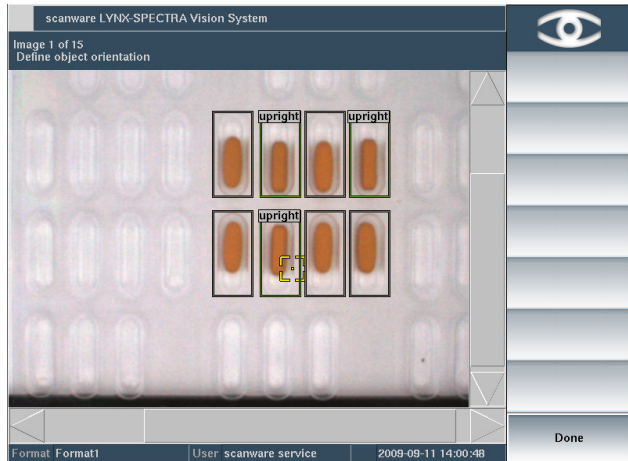 scanware LYNX-SPECTRA Vision System
Image 1 of 15
Define object orientation
upright
upright
upright
Done
Format Format1 User scanware service 2009-09-11 14:00:48